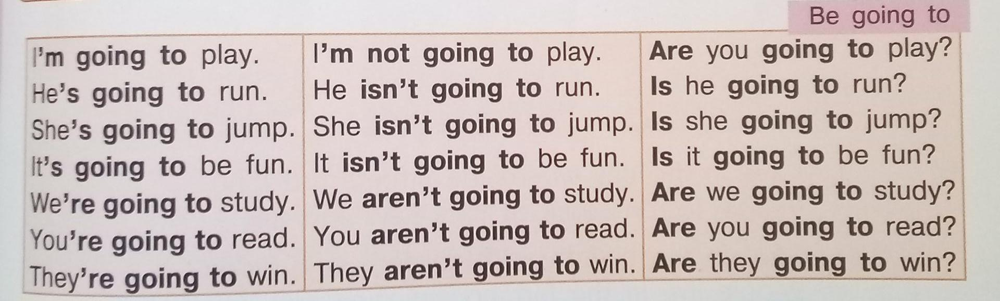 Be going to
I'm going to play. I'm not going to play. Are you going to play?
He's going to run. He isn't going to run. Is he going to run?
She's going to jump. She isn't going to jump. Is she going to jump?
It's going to be fun. It isn't going to be fun. Is it going to be fun?
We're going to study. We aren't going to study. Are we going to study?
You're going to read. You aren't going to read. Are you going to read?
They're going to win. They aren't going to win. Are they going to win?